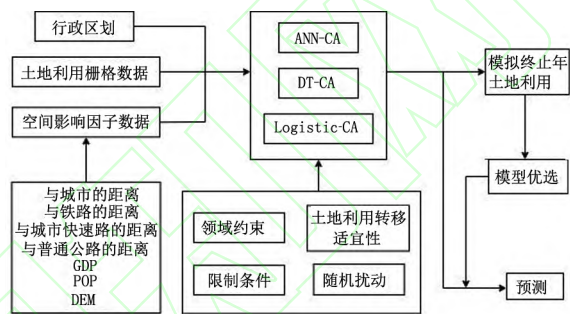 行政区划
土地利用栅格数据
空间影响因子数据
与城市的距离
与铁路的距离
与城市快速路的距离
与普通公路的距离
GDP
POP
DEM
ANN-CA
DT-CA
Logistic-CA
领域约束
土地利用转移
适宜性
限制条件
随机扰动
模拟终止年
土地利用
模型优选
预测